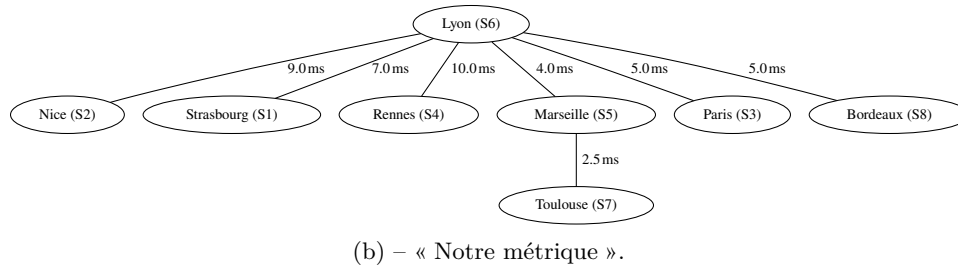 Lyon (S6)
9.0 ms 7.0 ms 10.0 ms 4.0 ms 5.0 ms 5.0 ms
Nice (S2) Strasbourg (S1) Rennes (S4) Marseille (S5) Paris (S3) Bordeaux (S8)
2.5 ms
Toulouse (S7)
(b) – « Notre métrique ».